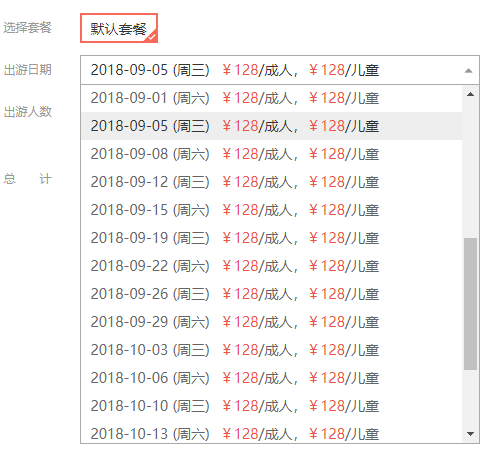 选择套餐 默认套餐
出游日期 2018-09-05 (周三) ¥128/成人，¥128/儿童
2018-09-01 (周六) ¥128/成人，¥128/儿童
出游人数
2018-09-05 (周三) ¥128/成人，¥128/儿童
2018-09-08 (周六) ¥128/成人，¥128/儿童
2018-09-12 (周三) ¥128/成人，¥128/儿童
总 计
2018-09-15 (周六) ¥128/成人，¥128/儿童
2018-09-19 (周三) ¥128/成人，¥128/儿童
2018-09-22 (周六) ¥128/成人，¥128/儿童
2018-09-26 (周三) ¥128/成人，¥128/儿童
2018-09-29 (周六) ¥128/成人，¥128/儿童
2018-10-03 (周三) ¥128/成人，¥128/儿童
2018-10-06 (周六) ¥128/成人，¥128/儿童
2018-10-10 (周三) ¥128/成人，¥128/儿童
2018-10-13 (周六) ¥128/成人，¥128/儿童